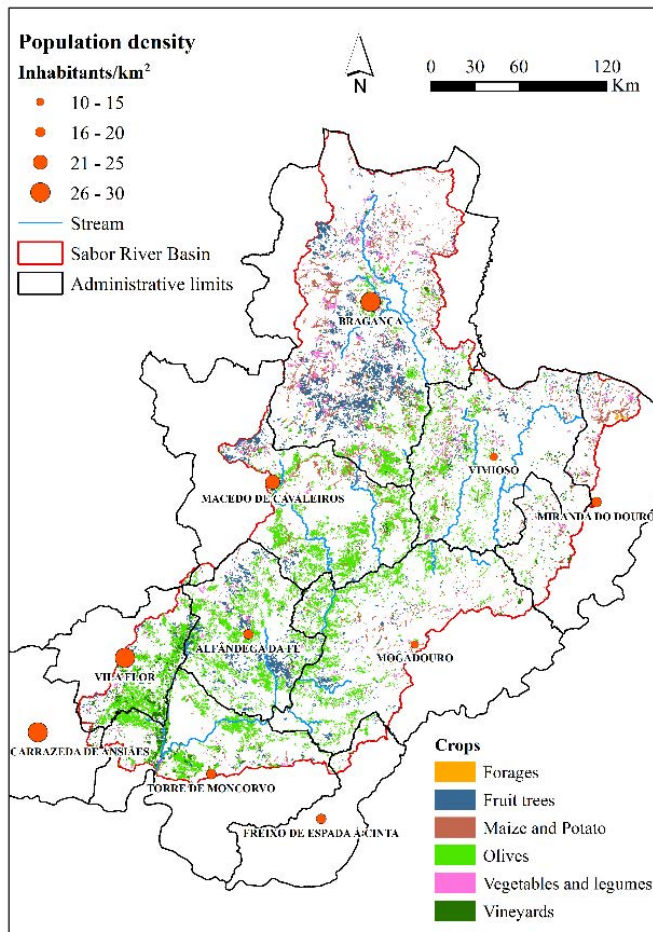 Population density
Inhabitants/km²
10 - 15
16 - 20
21 - 25
26 - 30
Stream
Sabor River Basin
Administrative limits
N
0 30 60 120
Km
BRAGANÇA
VIMIOSO
MACEDO DE CAVALEIROS
MIRANDA DO DOURO
ALFÂNDEGA DA FÉ
MOGADOURO
VILA FLOR
CARRAZEDA DE ANSIÃES
TORRE DE MONCORVO
FREIXO DE ESPADA À CINTA
Crops
Forages
Fruit trees
Maize and Potato
Olives
Vegetables and legumes
Vineyards